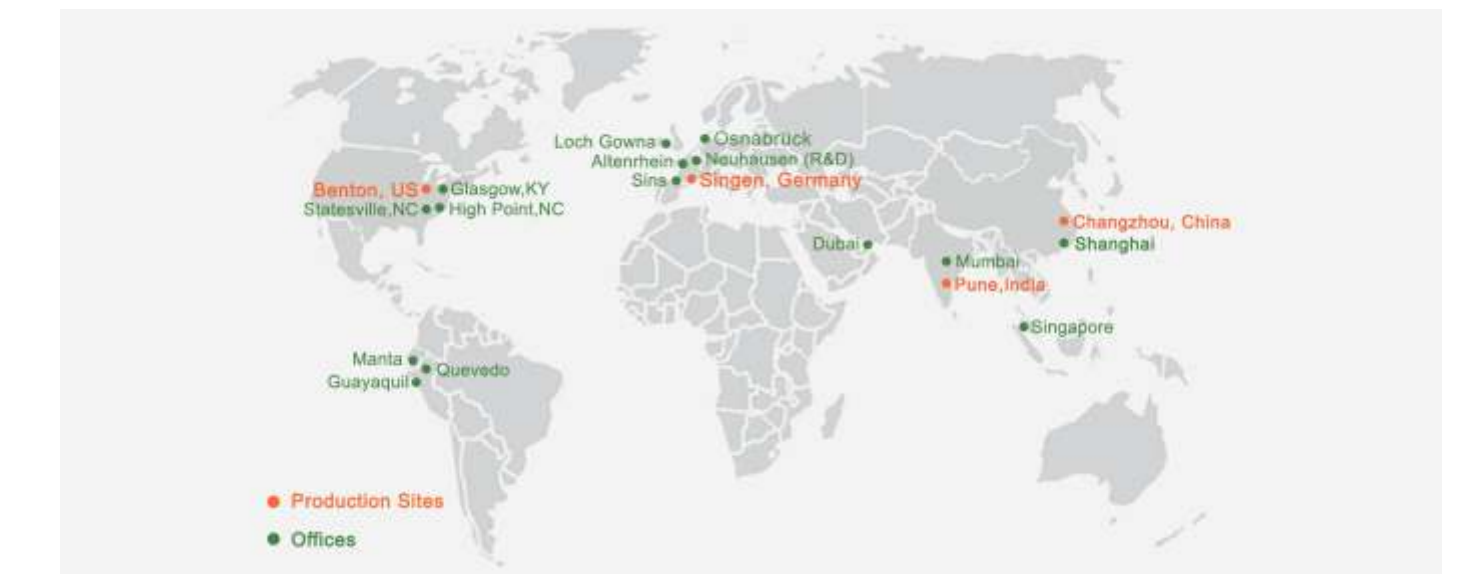 Loch Gowna
Osnabruck
Altenrhein
Neuhausen (R&D)
Sins
Singen, Germany
Benton, US
Glasgow,KY
Statesville,NC
High Point,NC
Changzhou, China
Dubai
Shanghai
Mumbai
Pune,India
Singapore
Manta
Quevedo
Guayaquil
Production Sites
Offices